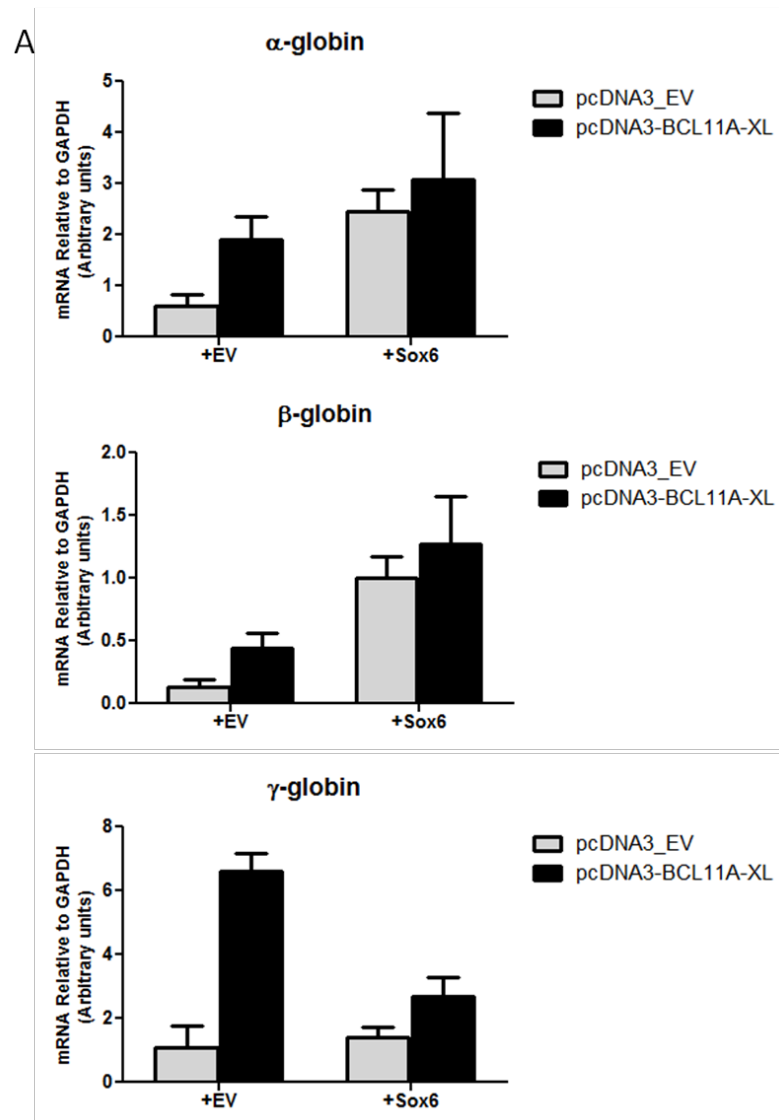 A
α-globin
mRNA Relative to GAPDH
(Arbitrary units)
5
4
3
2
1
0
+EV
+Sox6
pcDNA3_EV
pcDNA3-BCL11A-XL
β-globin
mRNA Relative to GAPDH
(Arbitrary units)
2.0
1.5
1.0
0.5
0.0
+EV
+Sox6
pcDNA3_EV
pcDNA3-BCL11A-XL
γ-globin
mRNA Relative to GAPDH
(Arbitrary units)
8
6
4
2
0
+EV
+Sox6
pcDNA3_EV
pcDNA3-BCL11A-XL